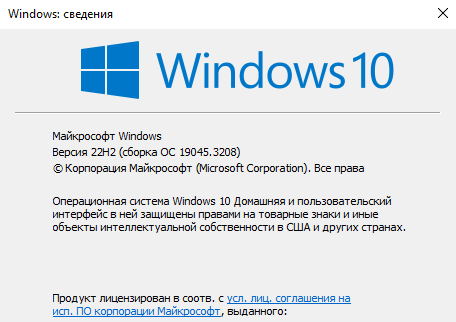 Windows: сведения
Windows 10
Майкрософт Windows
Версия 22H2 (сборка ОС 19045.3208)
© Корпорация Майкрософт (Microsoft Corporation). Все права
Операционная система Windows 10 Домашняя и пользовательский
интерфейс в ней защищены правами на товарные знаки и иные
объекты интеллектуальной собственности в США и других странах.
Продукт лицензирован в соотв. с усл. лиц. соглашения на
исп. ПО корпорации Майкрософт, выданного: